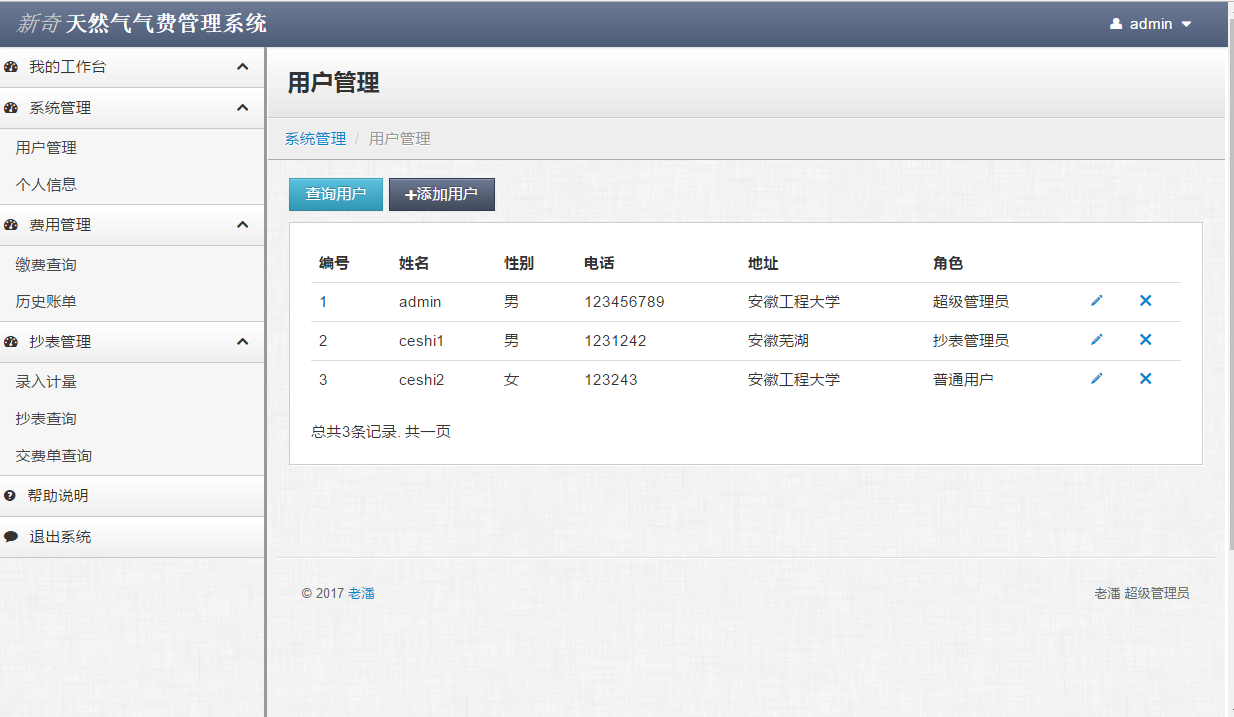 新奇 天然气气费管理系统
admin
我的工作台
系统管理
用户管理
个人信息
费用管理
缴费查询
历史账单
抄表管理
录入计量
抄表查询
交费单查询
帮助说明
退出系统
用户管理
系统管理 / 用户管理
查询用户 +添加用户
编号 姓名 性别 电话 地址 角色
1 admin 男 123456789 安徽工程大学 超级管理员
2 ceshi1 男 1231242 安徽芜湖 抄表管理员
3 ceshi2 女 123243 安徽工程大学 普通用户
总共3条记录. 共一页
© 2017 老潘
老潘 超级管理员